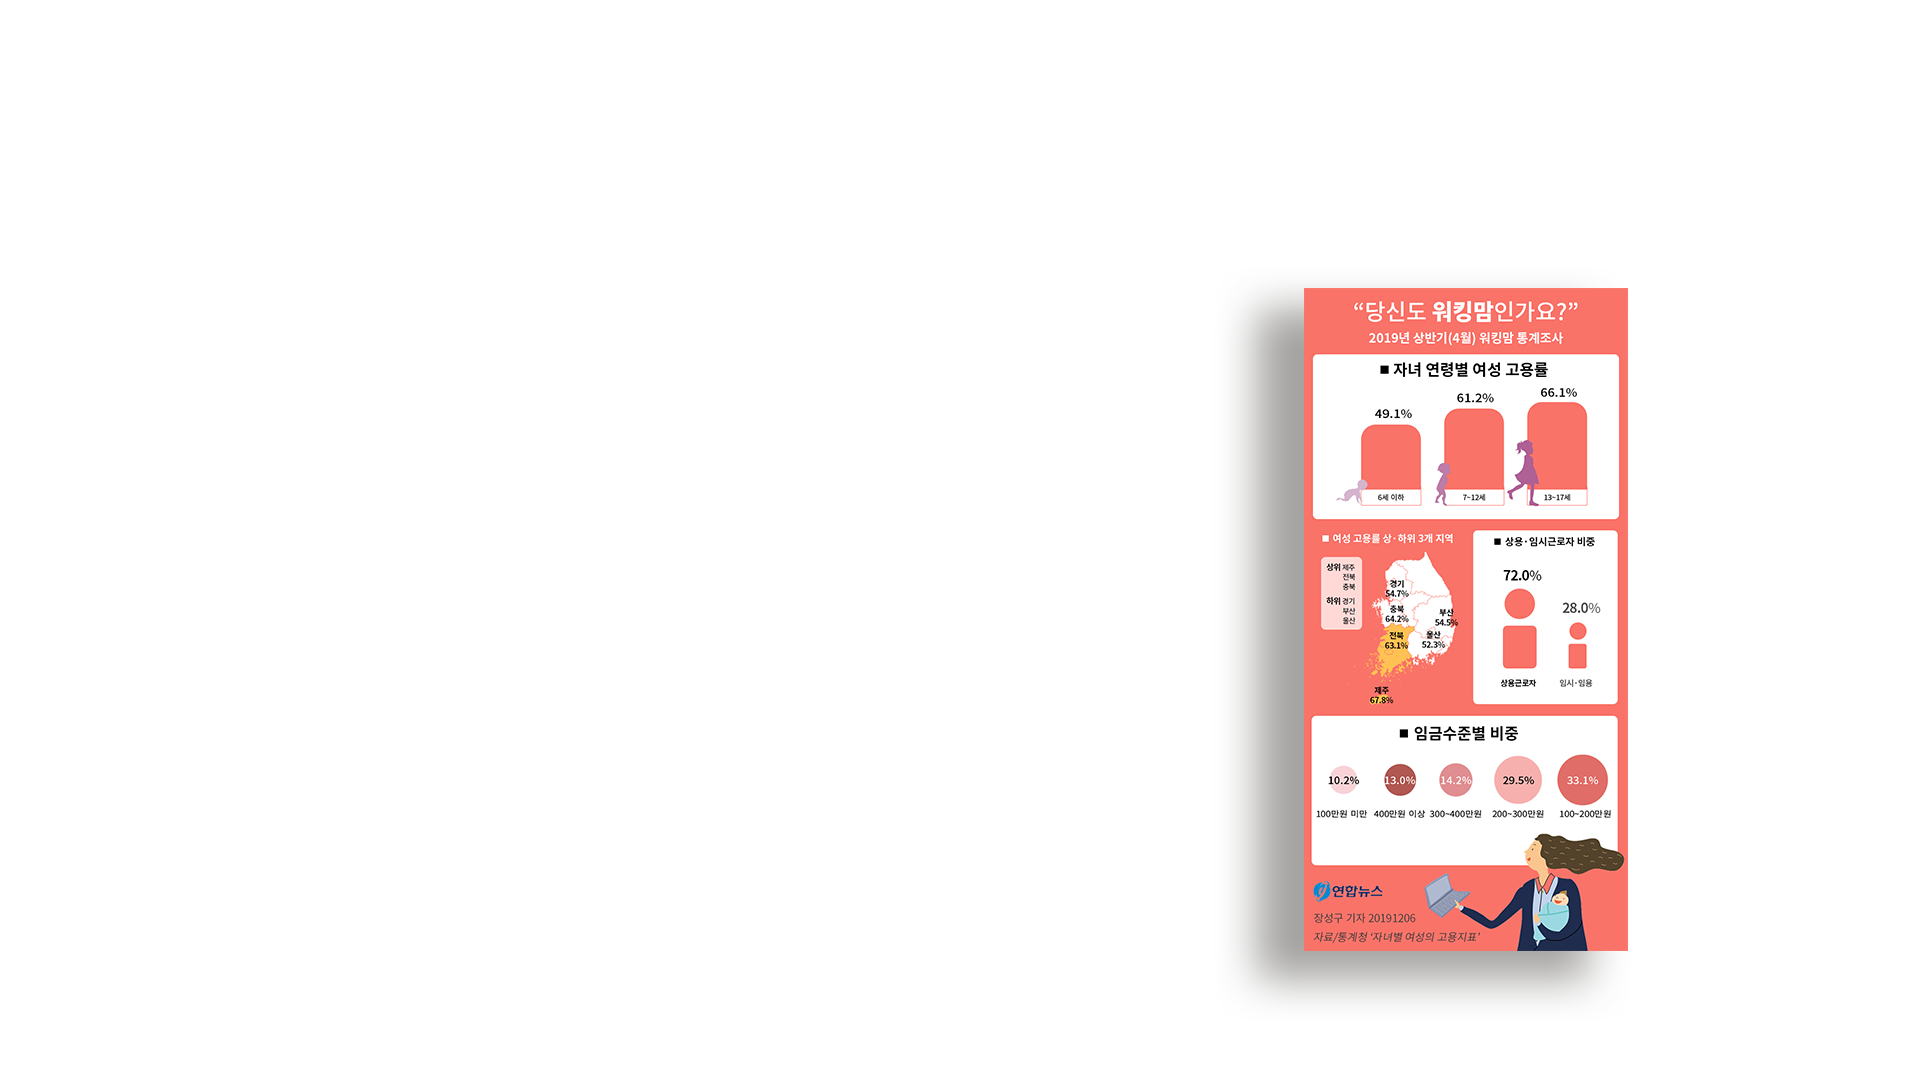 “당신도 워킹맘인가요?”
2019년 상반기(4월) 워킹맘 통계조사
■ 자녀 연령별 여성 고용률
49.1%
61.2%
66.1%
6세 이하
7~12세
13~17세
■ 여성 고용률 상·하위 3개 지역
상위 제주
전북
충북
하위 경기
부산
울산
경기
54.7%
충북
64.2%
부산
54.5%
전북
63.1%
울산
52.3%
제주
67.8%
■ 상용·임시근로자 비중
72.0%
28.0%
상용근로자
임시·임용
■ 임금수준별 비중
10.2%
13.0%
14.2%
29.5%
33.1%
100만원 미만
400만원 이상
300~400만원
200~300만원
100~200만원
연합뉴스
장성구 기자 20191206
자료/통계청 ‘자녀별 여성의 고용지표’